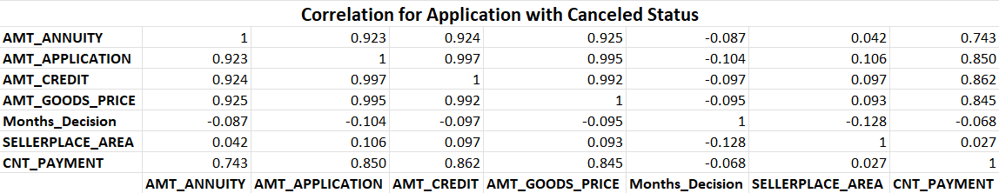 Correlation for Application with Canceled Status
AMT_ANNUITY 1 0.923 0.924 0.925 -0.087 0.042 0.743
AMT_APPLICATION 0.923 1 0.997 0.995 -0.104 0.106 0.850
AMT_CREDIT 0.924 0.997 1 0.992 -0.097 0.097 0.862
AMT_GOODS_PRICE 0.925 0.995 0.992 1 -0.095 0.093 0.845
Months_Decision -0.087 -0.104 -0.097 -0.095 1 -0.128 -0.068
SELLERPLACE_AREA 0.042 0.106 0.097 0.093 -0.128 1 0.027
CNT_PAYMENT 0.743 0.850 0.862 0.845 -0.068 0.027 1
AMT_ANNUITY AMT_APPLICATION AMT_CREDIT AMT_GOODS_PRICE Months_Decision SELLERPLACE_AREA CNT_PAYMENT